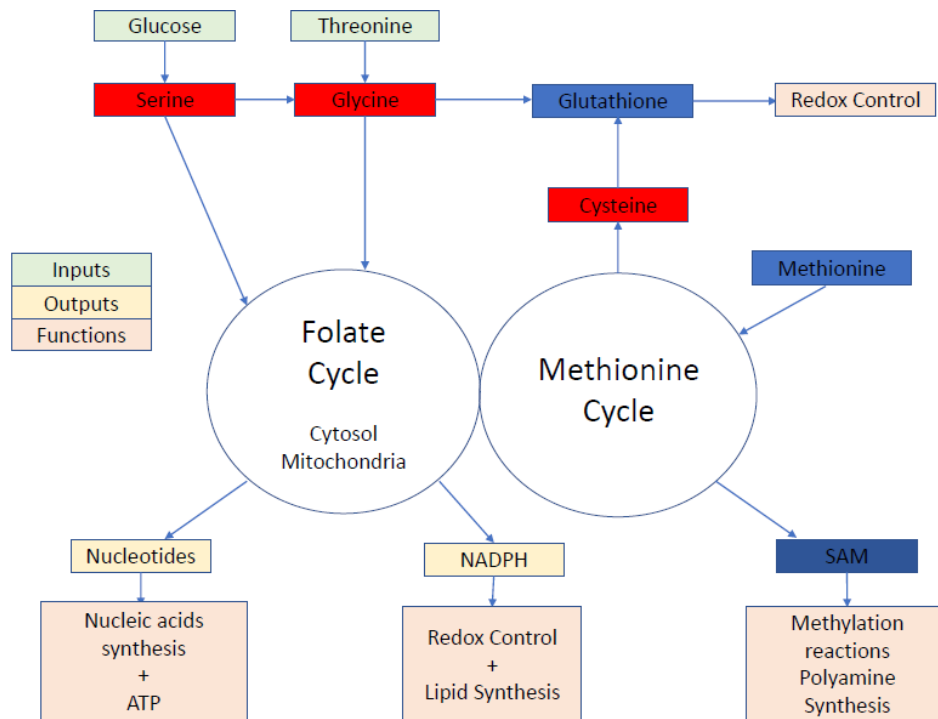 Glucose
Threonine
Serine
Glycine
Glutathione
Redox Control
Cysteine
Inputs
Outputs
Functions
Methionine
Folate
Cycle
Cytosol
Mitochondria
Methionine
Cycle
Nucleotides
NADPH
SAM
Nucleic acids
synthesis
+
ATP
Redox Control
+
Lipid Synthesis
Methylation
reactions
Polyamine
Synthesis